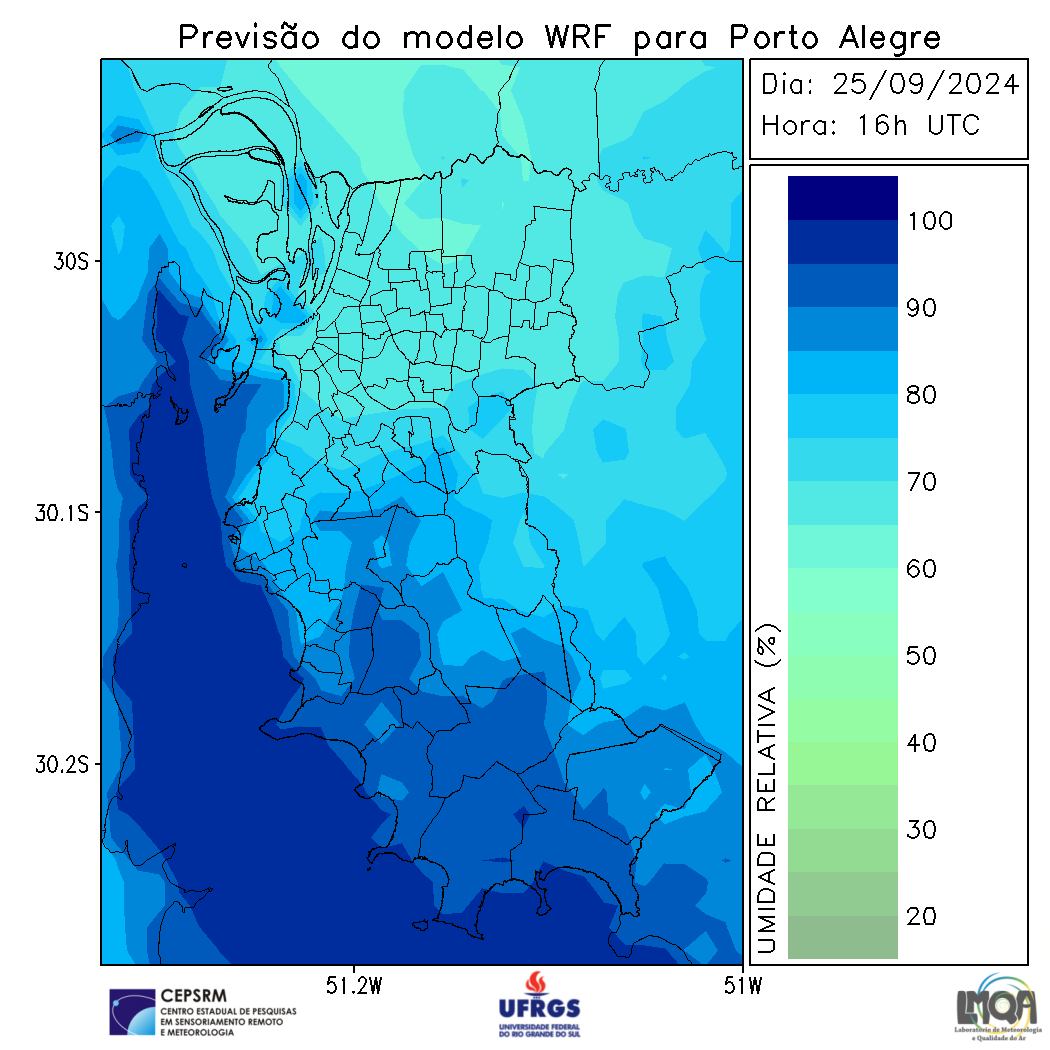 Previsão do modelo WRF para Porto Alegre
Dia: 25/09/2024
Hora: 16h UTC
30S
30.1S
30.2S
51.2W
51W
UMIDADE RELATIVA (%)
100
90
80
70
60
50
40
30
20
CEPSRM
CENTRO ESTADUAL DE PESQUISAS
EM SENSORIAMENTO REMOTO
E METEOROLOGIA
UFRGS
UNIVERSIDADE FEDERAL
DO RIO GRANDE DO SUL
LMQA
Laboratório de Meteorologia
e Qualidade do Ar